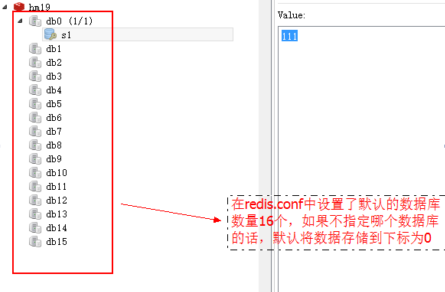 hm19
db0 (1/1)
s1
db1
db2
db3
db4
db5
db6
db7
db8
db9
db10
db11
db12
db13
db14
db15
Value:
111
在redis.conf中设置了默认的数据库
数量16个，如果不指定哪个数据库
的话，默认将数据存储到下标为0